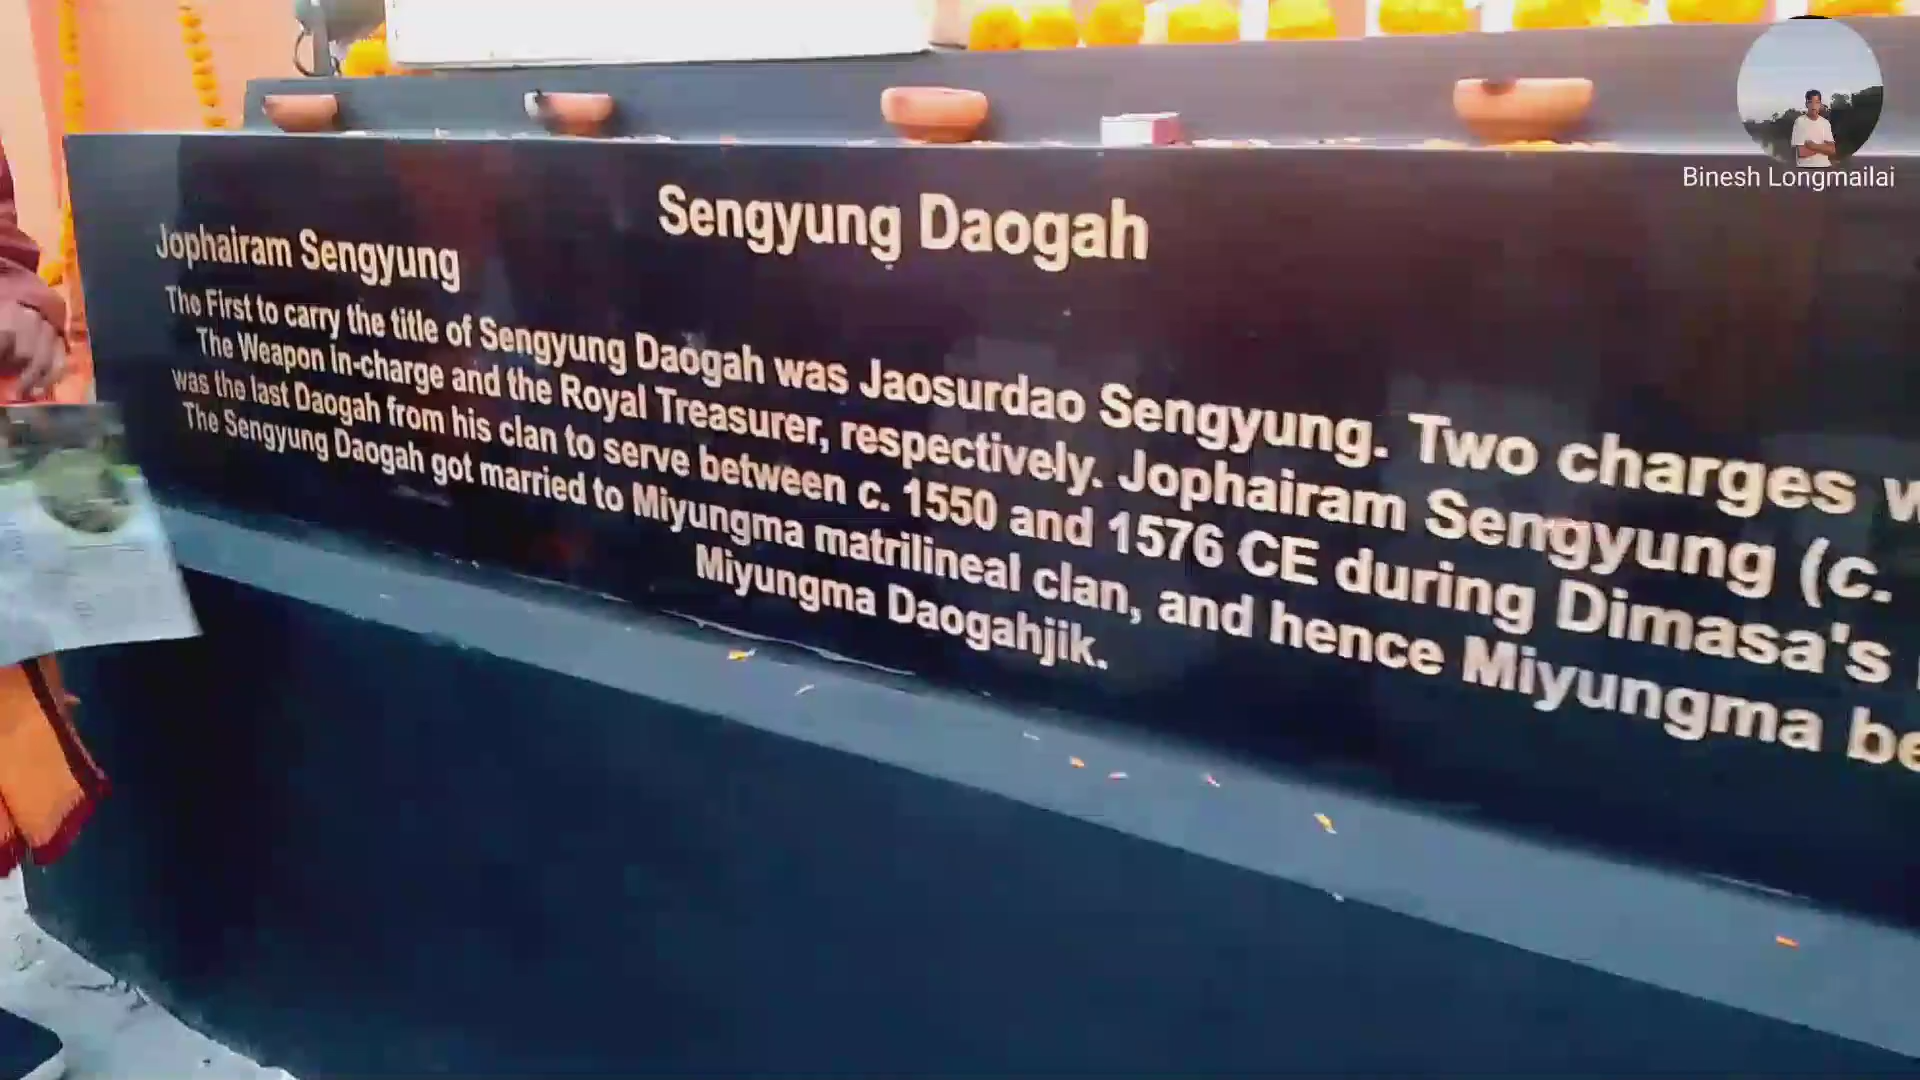 Binesh Longmailai
Sengyung Daogah
Jophairam Sengyung
The First to carry the title of Sengyung Daogah was Jaosurdao Sengyung. Two charges
The Weapon in-charge and the Royal Treasurer, respectively. Jophairam Sengyung (c.
was the last Daogah from his clan to serve between c. 1550 and 1576 CE during Dimasa's
The Sengyung Daogah got married to Miyungma matrilineal clan, and hence Miyungma be
Miyungma Daogahjik.